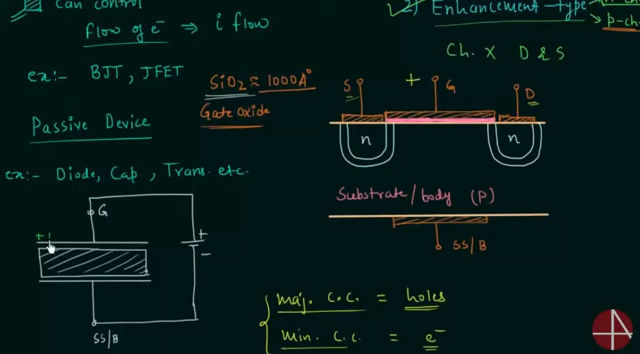 Can control
flow of e⁻ ⇒ i flow
ex:- BJT, JFET
Passive Device
ex:- Diode, Cap, Trans. etc.
SiO₂ ≈ 1000A°
Gate Oxide
2) Enhancement-type
p-ch
Ch. X D & S
S + G D
n n
Substrate/body (P)
SS/B
G
+ +
+
-
SS/B
maj. c.c. = holes
min. c.c. = e⁻